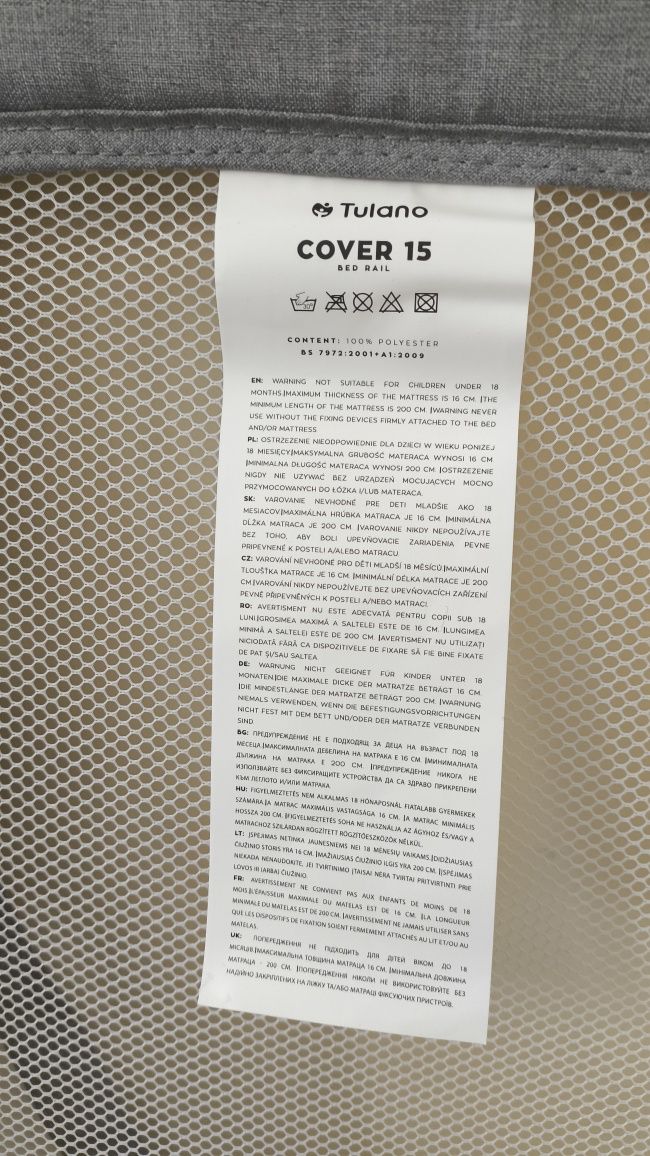 Tulano
COVER 15
BED RAIL
30°
CONTENT: 100% POLYESTER
BS 7972:2001+A1:2009
EN: WARNING NOT SUITABLE FOR CHILDREN UNDER 18
MONTHS.|MAXIMUM THICKNESS OF THE MATTRESS IS 16 CM. |THE
MINIMUM LENGTH OF THE MATTRESS IS 200 CM. |WARNING NEVER
USE WITHOUT THE FIXING DEVICES FIRMLY ATTACHED TO THE BED
AND/OR MATTRESS
PL: OSTRZEZENIE NIEODPOWIEDNIE DLA DZIECI W WIEKU PONIZEJ
18 MIESIĘCY|MAKSYMALNA GRUBOŚĆ MATERACA WYNOSI 16 CM.
|MINIMALNA DŁUGOŚĆ MATERACA WYNOSI 200 CM. |OSTRZEZENIE
NIGDY NIE UZYWAĆ BEZ URZĄDZEŃ MOCUJĄCYCH MOCNO
PRZYMOCOWANYCH DO ŁÓZKA I/LUB MATERACA.
SK: VAROVANIE NEVHODNÉ PRE DETI MLADŠIE AKO 18
MESIACOV|MAXIMÁLNA HRÚBKA MATRACA JE 16 CM. |MINIMÁLNA
DĹŽKA MATRACA JE 200 CM. |VAROVANIE NIKDY NEPOUŽÍVAJTE
BEZ TOHO, ABY BOLI UPEVŇOVACIE ZARIADENIA PEVNE
PRIPEVNENÉ K POSTELI A/ALEBO MATRACU.
CZ: VAROVÁNÍ NEVHODNÉ PRO DĚTI MLADŠÍ 18 MĚSÍCŮ|MAXIMÁLNÍ
TLOUŠŤKA MATRACE JE 16 CM. |MINIMÁLNÍ DÉLKA MATRACE JE 200
CM.|VAROVÁNÍ NIKDY NEPOUŽÍVEJTE BEZ UPEVŇOVACÍCH ZAŘÍZENÍ
PEVNĚ PŘIPEVNĚNÝCH K POSTELI A/NEBO MATRACI.
RO: AVERTISMENT NU ESTE ADECVATĂ PENTRU COPII SUB 18
LUNI|GROSIMEA MAXIMĂ A SALTELEI ESTE DE 16 CM. |LUNGIMEA
MINIMĂ A SALTELEI ESTE DE 200 CM. |AVERTISMENT NU UTILIZAȚI
NICIODATĂ FĂRĂ CA DISPOZITIVELE DE FIXARE SĂ FIE BINE FIXATE
DE PAT ȘI/SAU SALTEA.
DE: WARNUNG NICHT GEEIGNET FÜR KINDER UNTER 18
MONATEN|DIE MAXIMALE DICKE DER MATRATZE BETRÄGT 16 CM.
|DIE MINDESTLÄNGE DER MATRATZE BETRÄGT 200 CM. |WARNUNG
NIEMALS VERWENDEN, WENN DIE BEFESTIGUNGSVORRICHTUNGEN
NICHT FEST MIT DEM BETT UND/ODER DER MATRATZE VERBUNDEN
SIND.
BG: ПРЕДУПРЕЖДЕНИЕ НЕ Е ПОДХОДЯЩ ЗА ДЕЦА НА ВЪЗРАСТ ПОД 18
МЕСЕЦА|МАКСИМАЛНАТА ДЕБЕЛИНА НА МАТРАКА Е 16 СМ. |МИНИМАЛНАТА
ДЪЛЖИНА НА МАТРАКА Е 200 СМ. |ПРЕДУПРЕЖДЕНИЕ НИКОГА НЕ
ИЗПОЛЗВАЙТЕ БЕЗ ФИКСИРАЩИТЕ УСТРОЙСТВА ДА СА ЗДРАВО ПРИКРЕПЕНИ
КЪМ ЛЕГЛОТО И/ИЛИ МАТРАКА.
HU: FIGYELMEZTETÉS NEM ALKALMAS 18 HÓNAPOSNÁL FIATALABB GYERMEKEK
SZÁMÁRA.|A MATRAC MAXIMÁLIS VASTAGSÁGA 16 CM. |A MATRAC MINIMÁLIS
HOSSZA 200 CM. |FIGYELMEZTETÉS SOHA NE HASZNÁLJA AZ ÁGYHOZ ÉS/VAGY A
MATRACHOZ SZILÁRDAN RÖGZÍTETT RÖGZÍTŐESZKÖZÖK NÉLKÜL.
LT: ĮSPĖJIMAS NETINKA JAUNESNIEMS NEI 18 MĖNESIŲ VAIKAMS.|DIDŽIAUSIAS
ČIUŽINIO STORIS YRA 16 CM. |MAŽIAUSIAS ČIUŽINIO ILGIS YRA 200 CM. |ĮSPĖJIMAS
NIEKADA NENAUDOKITE, JEI TVIRTINIMO ĮTAISAI NĖRA TVIRTAI PRITVIRTINTI PRIE
LOVOS IR (ARBA) ČIUŽINIO.
FR: AVERTISSEMENT NE CONVIENT PAS AUX ENFANTS DE MOINS DE 18
MOIS.|L'ÉPAISSEUR MAXIMALE DU MATELAS EST DE 16 CM. |LA LONGUEUR
MINIMALE DU MATELAS EST DE 200 CM. |AVERTISSEMENT NE JAMAIS UTILISER SANS
QUE LES DISPOSITIFS DE FIXATION SOIENT FERMEMENT ATTACHÉS AU LIT ET/OU AU
MATELAS.
UK: ПОПЕРЕДЖЕННЯ НЕ ПІДХОДИТЬ ДЛЯ ДІТЕЙ ВІКОМ ДО 18
МІСЯЦІВ.|МАКСИМАЛЬНА ТОВЩИНА МАТРАЦА 16 СМ. |МІНІМАЛЬНА ДОВЖИНА
МАТРАЦА - 200 СМ. |ПОПЕРЕДЖЕННЯ НІКОЛИ НЕ ВИКОРИСТОВУЙТЕ БЕЗ
НАДІЙНО ЗАКРІПЛЕНИХ НА ЛІЖКУ ТА/АБО МАТРАЦІ ФІКСУЮЧИХ ПРИСТРОЇВ.